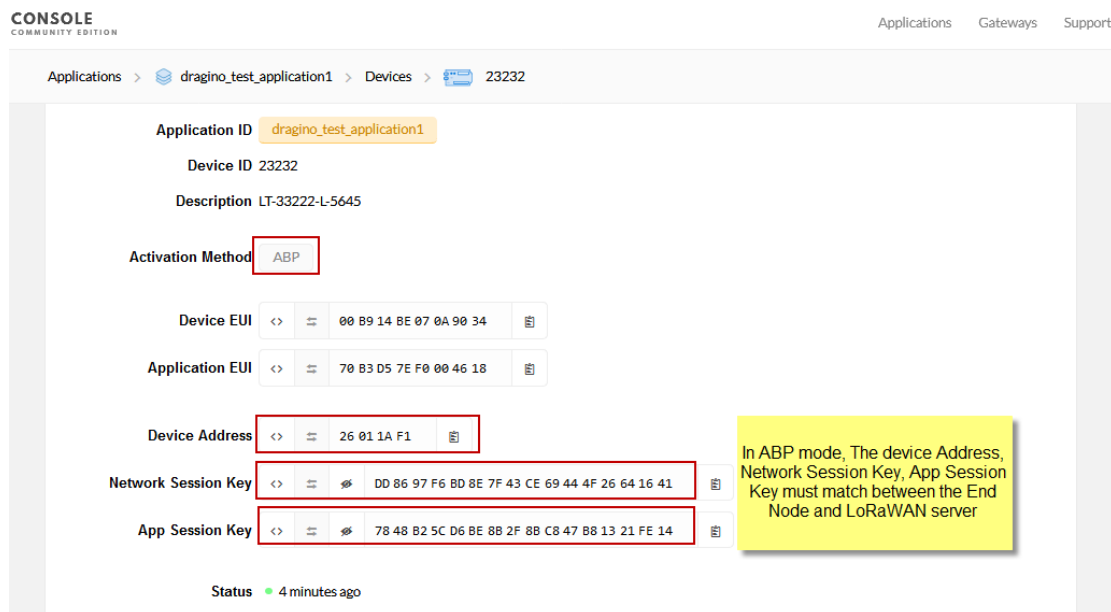 CONSOLE
COMMUNITY EDITION
Applications Gateways Support
Applications > dragino_test_application1 > Devices > 23232
Application ID dragino_test_application1
Device ID 23232
Description LT-33222-L-5645
Activation Method ABP
Device EUI <> 00 B9 14 BE 07 0A 90 34
Application EUI <> 70 B3 D5 7E F0 00 46 18
Device Address <> 26 01 1A F1
Network Session Key <> DD 86 97 F6 BD 8E 7F 43 CE 69 44 4F 26 64 16 41
App Session Key <> 78 48 B2 5C D6 BE 8B 2F 8B C8 47 B8 13 21 FE 14
In ABP mode, The device Address,
Network Session Key, App Session
Key must match between the End
Node and LoRaWAN server
Status 4 minutes ago